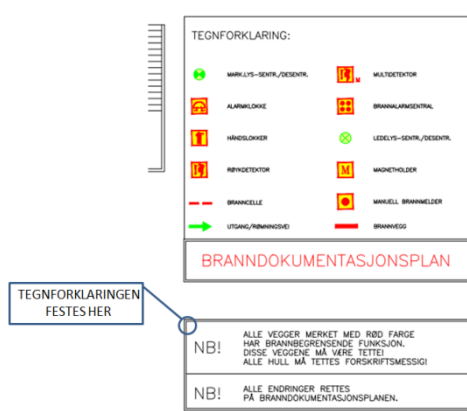 TEGNFORKLARING:
MARK.LYS-SENTR./DESENTR.
M
MULTIDETEKTOR
ALARMKLOKKE
BRANNALARMSENTRAL
HÅNDSLOKKER
LEDELYS-SENTR./DESENTR.
RØYKDETEKTOR
M
MAGNETHOLDER
BRANNCELLE
MANUELL BRANNMELDER
UTGANG/RØMNINGSVEI
BRANNVEGG
BRANNDOKUMENTASJONSPLAN
TEGNFORKLARINGEN
FESTES HER
NB!
ALLE VEGGER MERKET MED RØD FARGE
HAR BRANNBEGRENSENDE FUNKSJON.
DISSE VEGGENE MÅ VÆRE TETTE!
ALLE HULL MÅ TETTES FORSKRIFTSMESSIG!
NB!
ALLE ENDRINGER RETTES
PÅ BRANNDOKUMENTASJONSPLANEN.